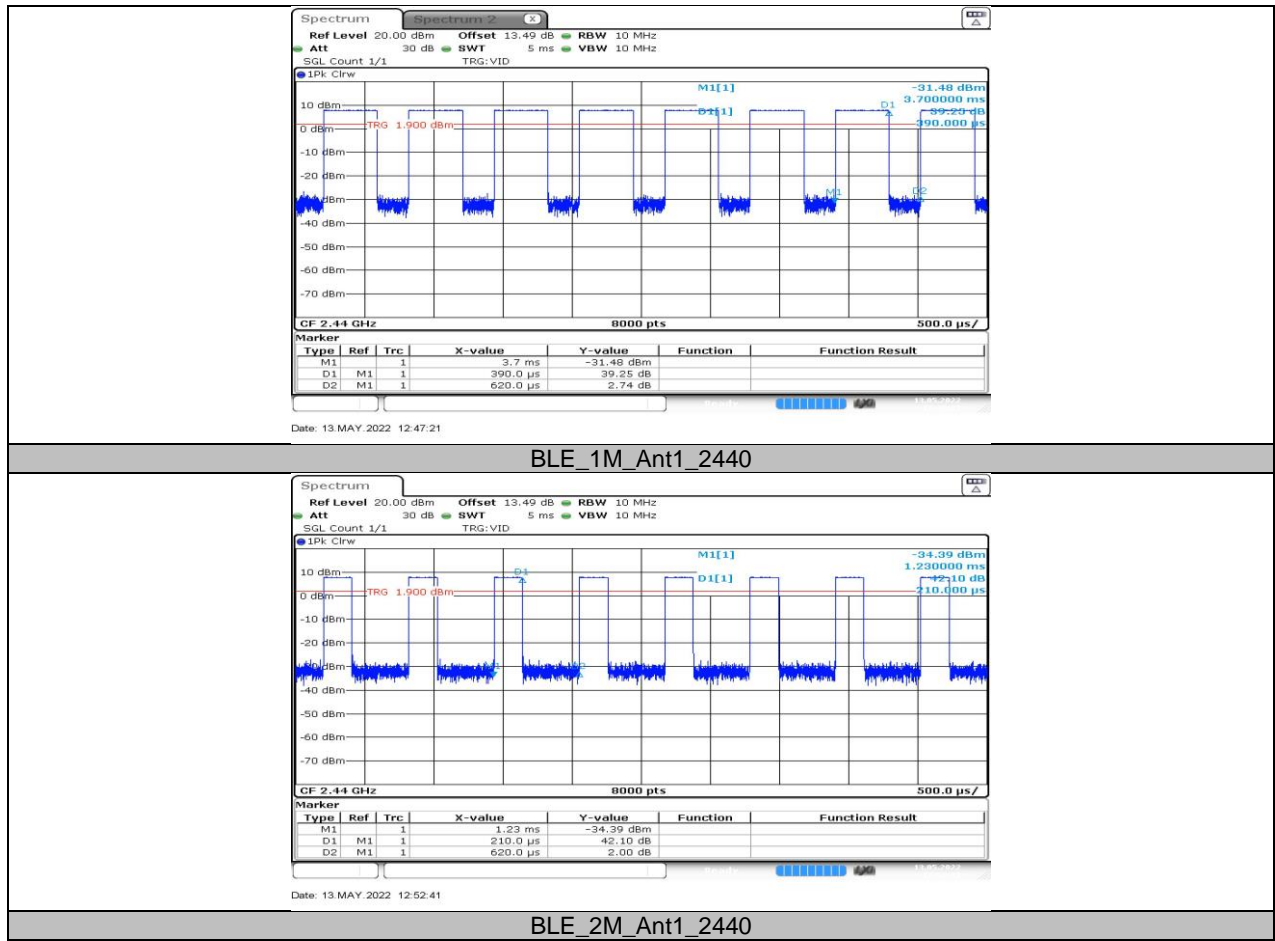 Spectrum Spectrum 2 X
Ref Level 20.00 dBm Offset 13.49 dB RBW 10 MHz
Att 30 dB SWT 5 ms VBW 10 MHz
SGL Count 1/1 TRG:VID
1Pk Clrw
M1[1] -31.48 dBm
3.700000 ms
10 dBm D1[1] D1 39.25 dB
390.000 µs
0 dBm TRG 1.900 dBm
-10 dBm
-20 dBm
dBm M1 D2
-40 dBm
-50 dBm
-60 dBm
-70 dBm
CF 2.44 GHz 8000 pts 500.0 µs/
Marker
Type Ref Trc X-value Y-value Function Function Result
M1 1 3.7 ms -31.48 dBm
D1 M1 1 390.0 µs 39.25 dB
D2 M1 1 620.0 µs 2.74 dB
Date: 13.MAY.2022 12:47:21
BLE_1M_Ant1_2440
Spectrum
Ref Level 20.00 dBm Offset 13.49 dB RBW 10 MHz
Att 30 dB SWT 5 ms VBW 10 MHz
SGL Count 1/1 TRG:VID
1Pk Clrw
M1[1] -34.39 dBm
1.230000 ms
10 dBm D1 D1[1] 42.10 dB
210.000 µs
0 dBm TRG 1.900 dBm
-10 dBm
-20 dBm
dBm
-40 dBm
-50 dBm
-60 dBm
-70 dBm
CF 2.44 GHz 8000 pts 500.0 µs/
Marker
Type Ref Trc X-value Y-value Function Function Result
M1 1 1.23 ms -34.39 dBm
D1 M1 1 210.0 µs 42.10 dB
D2 M1 1 620.0 µs 2.00 dB
Date: 13.MAY.2022 12:52:41
BLE_2M_Ant1_2440